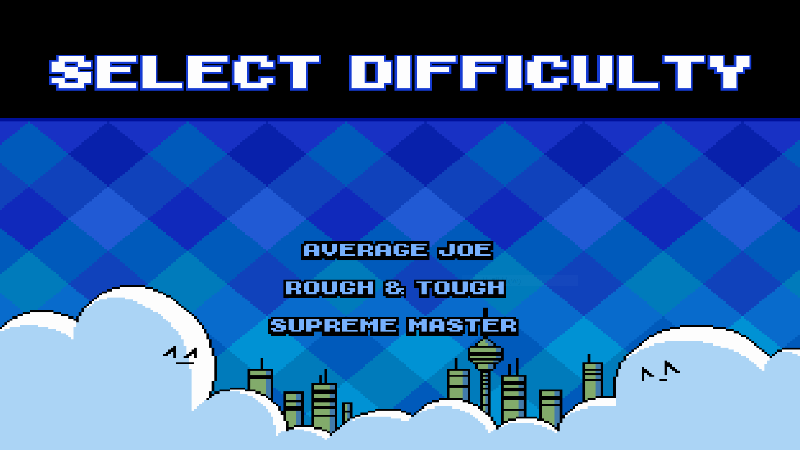 SELECT DIFFICULTY
AVERAGE JOE
ROUGH & TOUGH
SUPREME MASTER